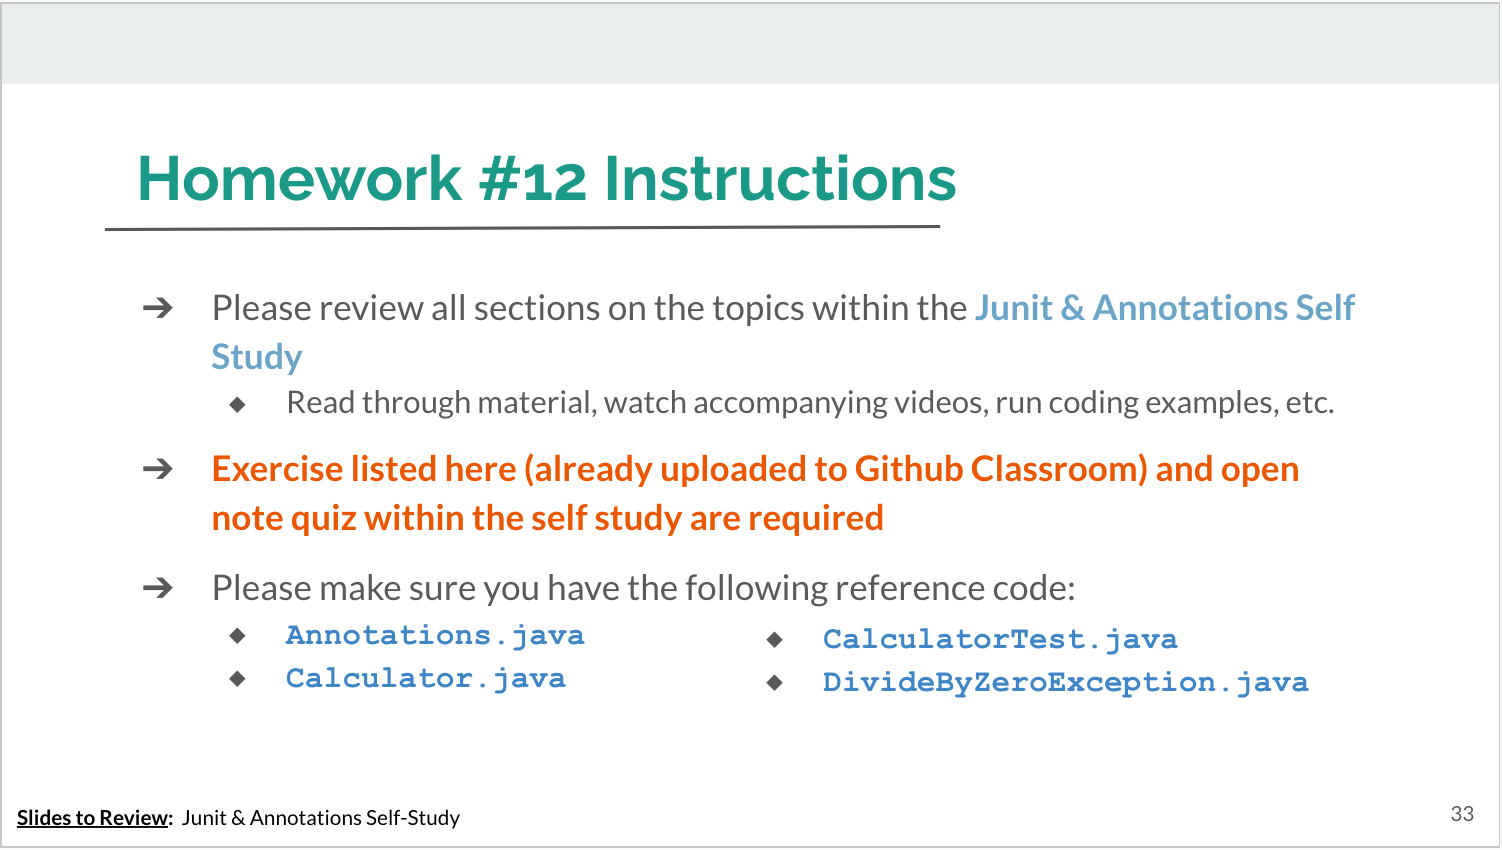 Homework #12 Instructions
➔ Please review all sections on the topics within the Junit & Annotations Self
Study
◆ Read through material, watch accompanying videos, run coding examples, etc.
➔ Exercise listed here (already uploaded to Github Classroom) and open
note quiz within the self study are required
➔ Please make sure you have the following reference code:
◆ Annotations.java
◆ Calculator.java
◆ CalculatorTest.java
◆ DivideByZeroException.java
Slides to Review: Junit & Annotations Self-Study
33